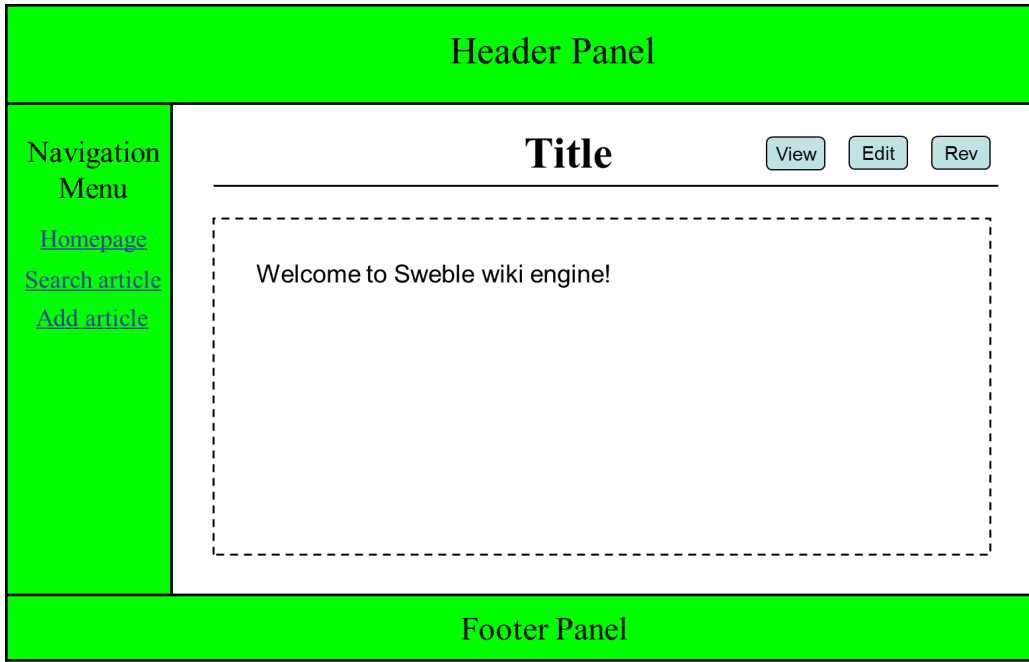 Header Panel
Navigation
Menu
Homepage
Search article
Add article
Title
View
Edit
Rev
Welcome to Sweble wiki engine!
Footer Panel